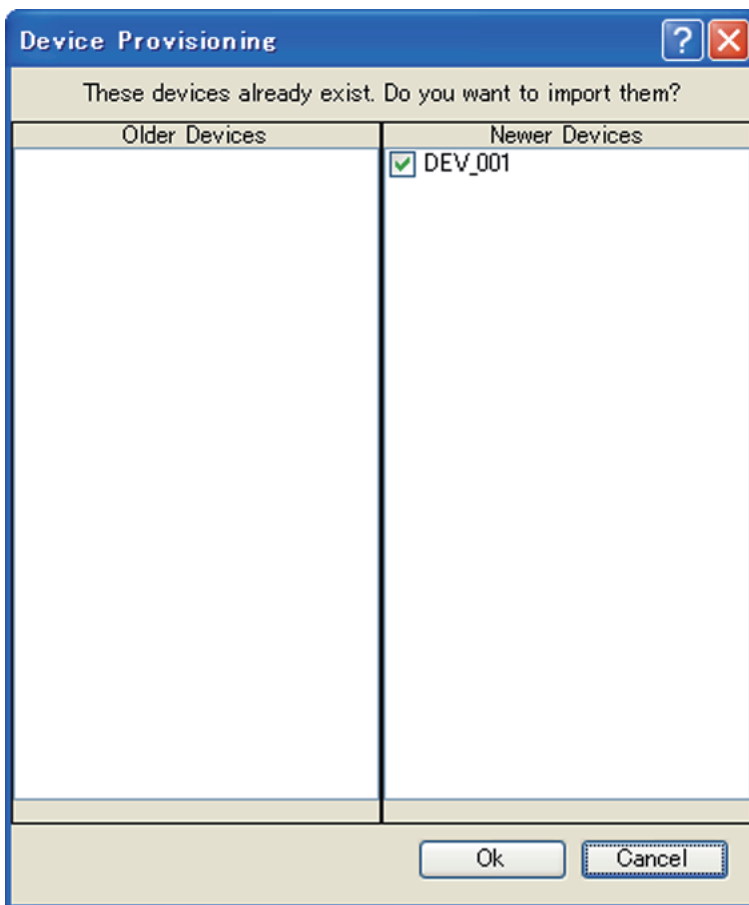 Device Provisioning
These devices already exist. Do you want to import them?
Older Devices
Newer Devices
DEV_001
Ok
Cancel